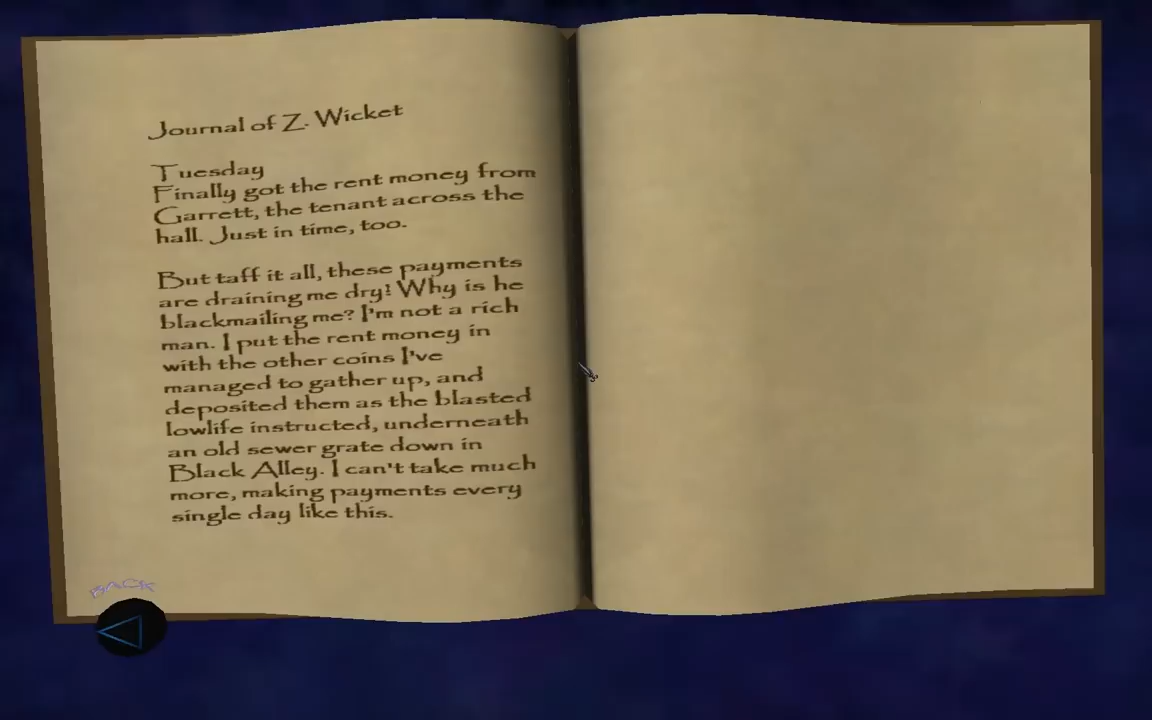 Journal of Z. Wicket
Tuesday
Finally got the rent money from
Garrett, the tenant across the
hall. Just in time, too.
But taff it all, these payments
are draining me dry! Why is he
blackmailing me? I'm not a rich
man. I put the rent money in
with the other coins I've
managed to gather up, and
deposited them as the blasted
lowlife instructed, underneath
an old sewer grate down in
Black Alley. I can't take much
more, making payments every
single day like this.
BACK